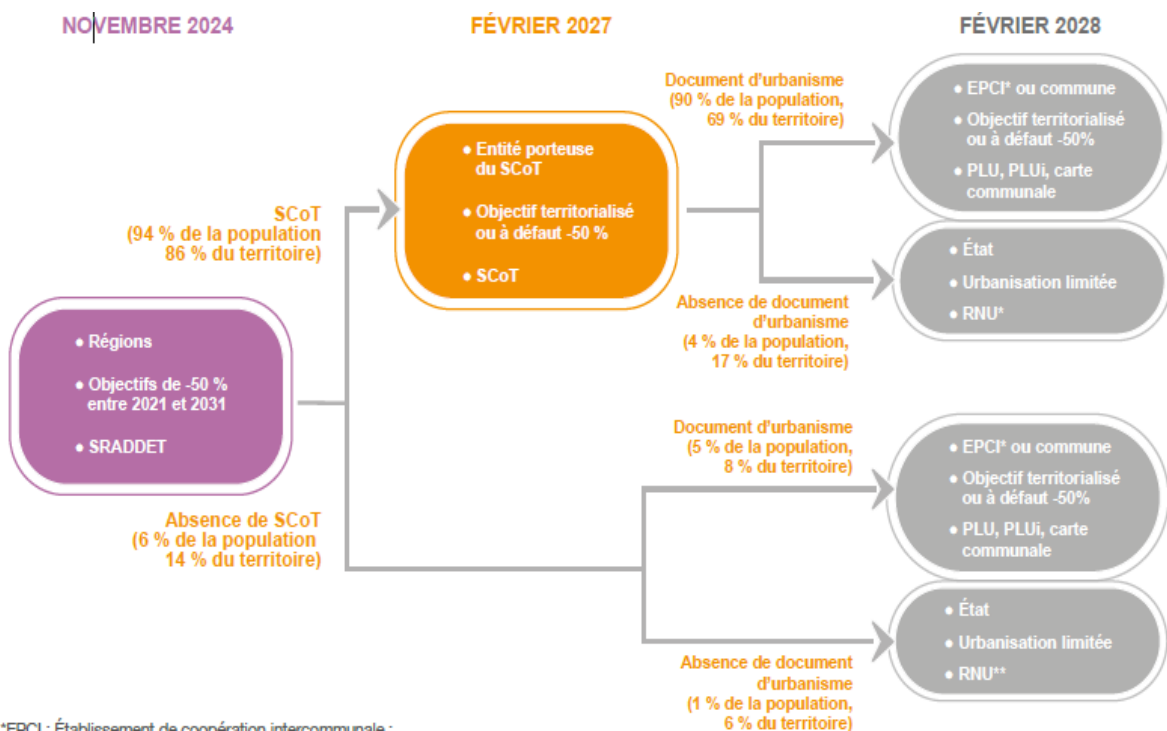 NOVEMBRE 2024
FÉVRIER 2027
FÉVRIER 2028
SCoT
(94 % de la population
86 % du territoire)
• Régions
• Objectifs de -50 %
entre 2021 et 2031
• SRADDET
Absence de SCoT
(6 % de la population
14 % du territoire)
• Entité porteuse
du SCoT
• Objectif territorialisé
ou à défaut -50 %
• SCoT
Document d'urbanisme
(90 % de la population,
69 % du territoire)
• EPCI* ou commune
• Objectif territorialisé
ou à défaut -50%
• PLU, PLUi, carte
communale
Absence de document
d'urbanisme
(4 % de la population,
17 % du territoire)
• État
• Urbanisation limitée
• RNU*
Document d'urbanisme
(5 % de la population,
8 % du territoire)
• EPCI* ou commune
• Objectif territorialisé
ou à défaut -50%
• PLU, PLUi, carte
communale
Absence de document
d'urbanisme
(1 % de la population,
6 % du territoire)
• État
• Urbanisation limitée
• RNU**
*EPCI : Établissement de coopération intercommunale ;